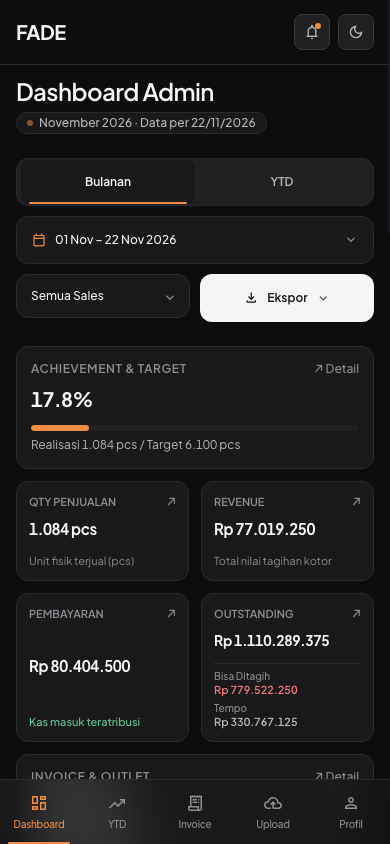 FADE
Dashboard Admin
November 2026 · Data per 22/11/2026
Bulanan
YTD
01 Nov – 22 Nov 2026
Semua Sales
Ekspor
ACHIEVEMENT & TARGET
Detail
17.8%
Realisasi 1.084 pcs / Target 6.100 pcs
QTY PENJUALAN
1.084 pcs
Unit fisik terjual (pcs)
REVENUE
Rp 77.019.250
Total nilai tagihan kotor
PEMBAYARAN
Rp 80.404.500
Kas masuk teratribusi
OUTSTANDING
Rp 1.110.289.375
Bisa Ditagih
Rp 779.522.250
Tempo
Rp 330.767.125
INVOICE & OUTLET
Detail
Dashboard
YTD
Invoice
Upload
Profil